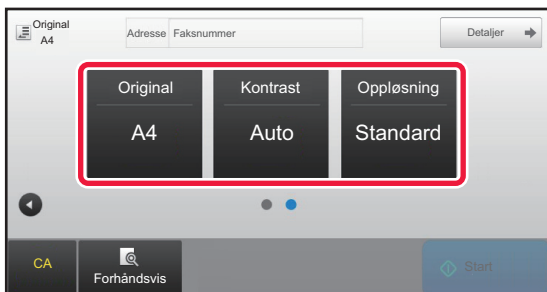 Original
A4
Adresse Faksnummer
Detaljer
Original
Kontrast
Oppløsning
A4
Auto
Standard
CA
Forhåndsvis
Start